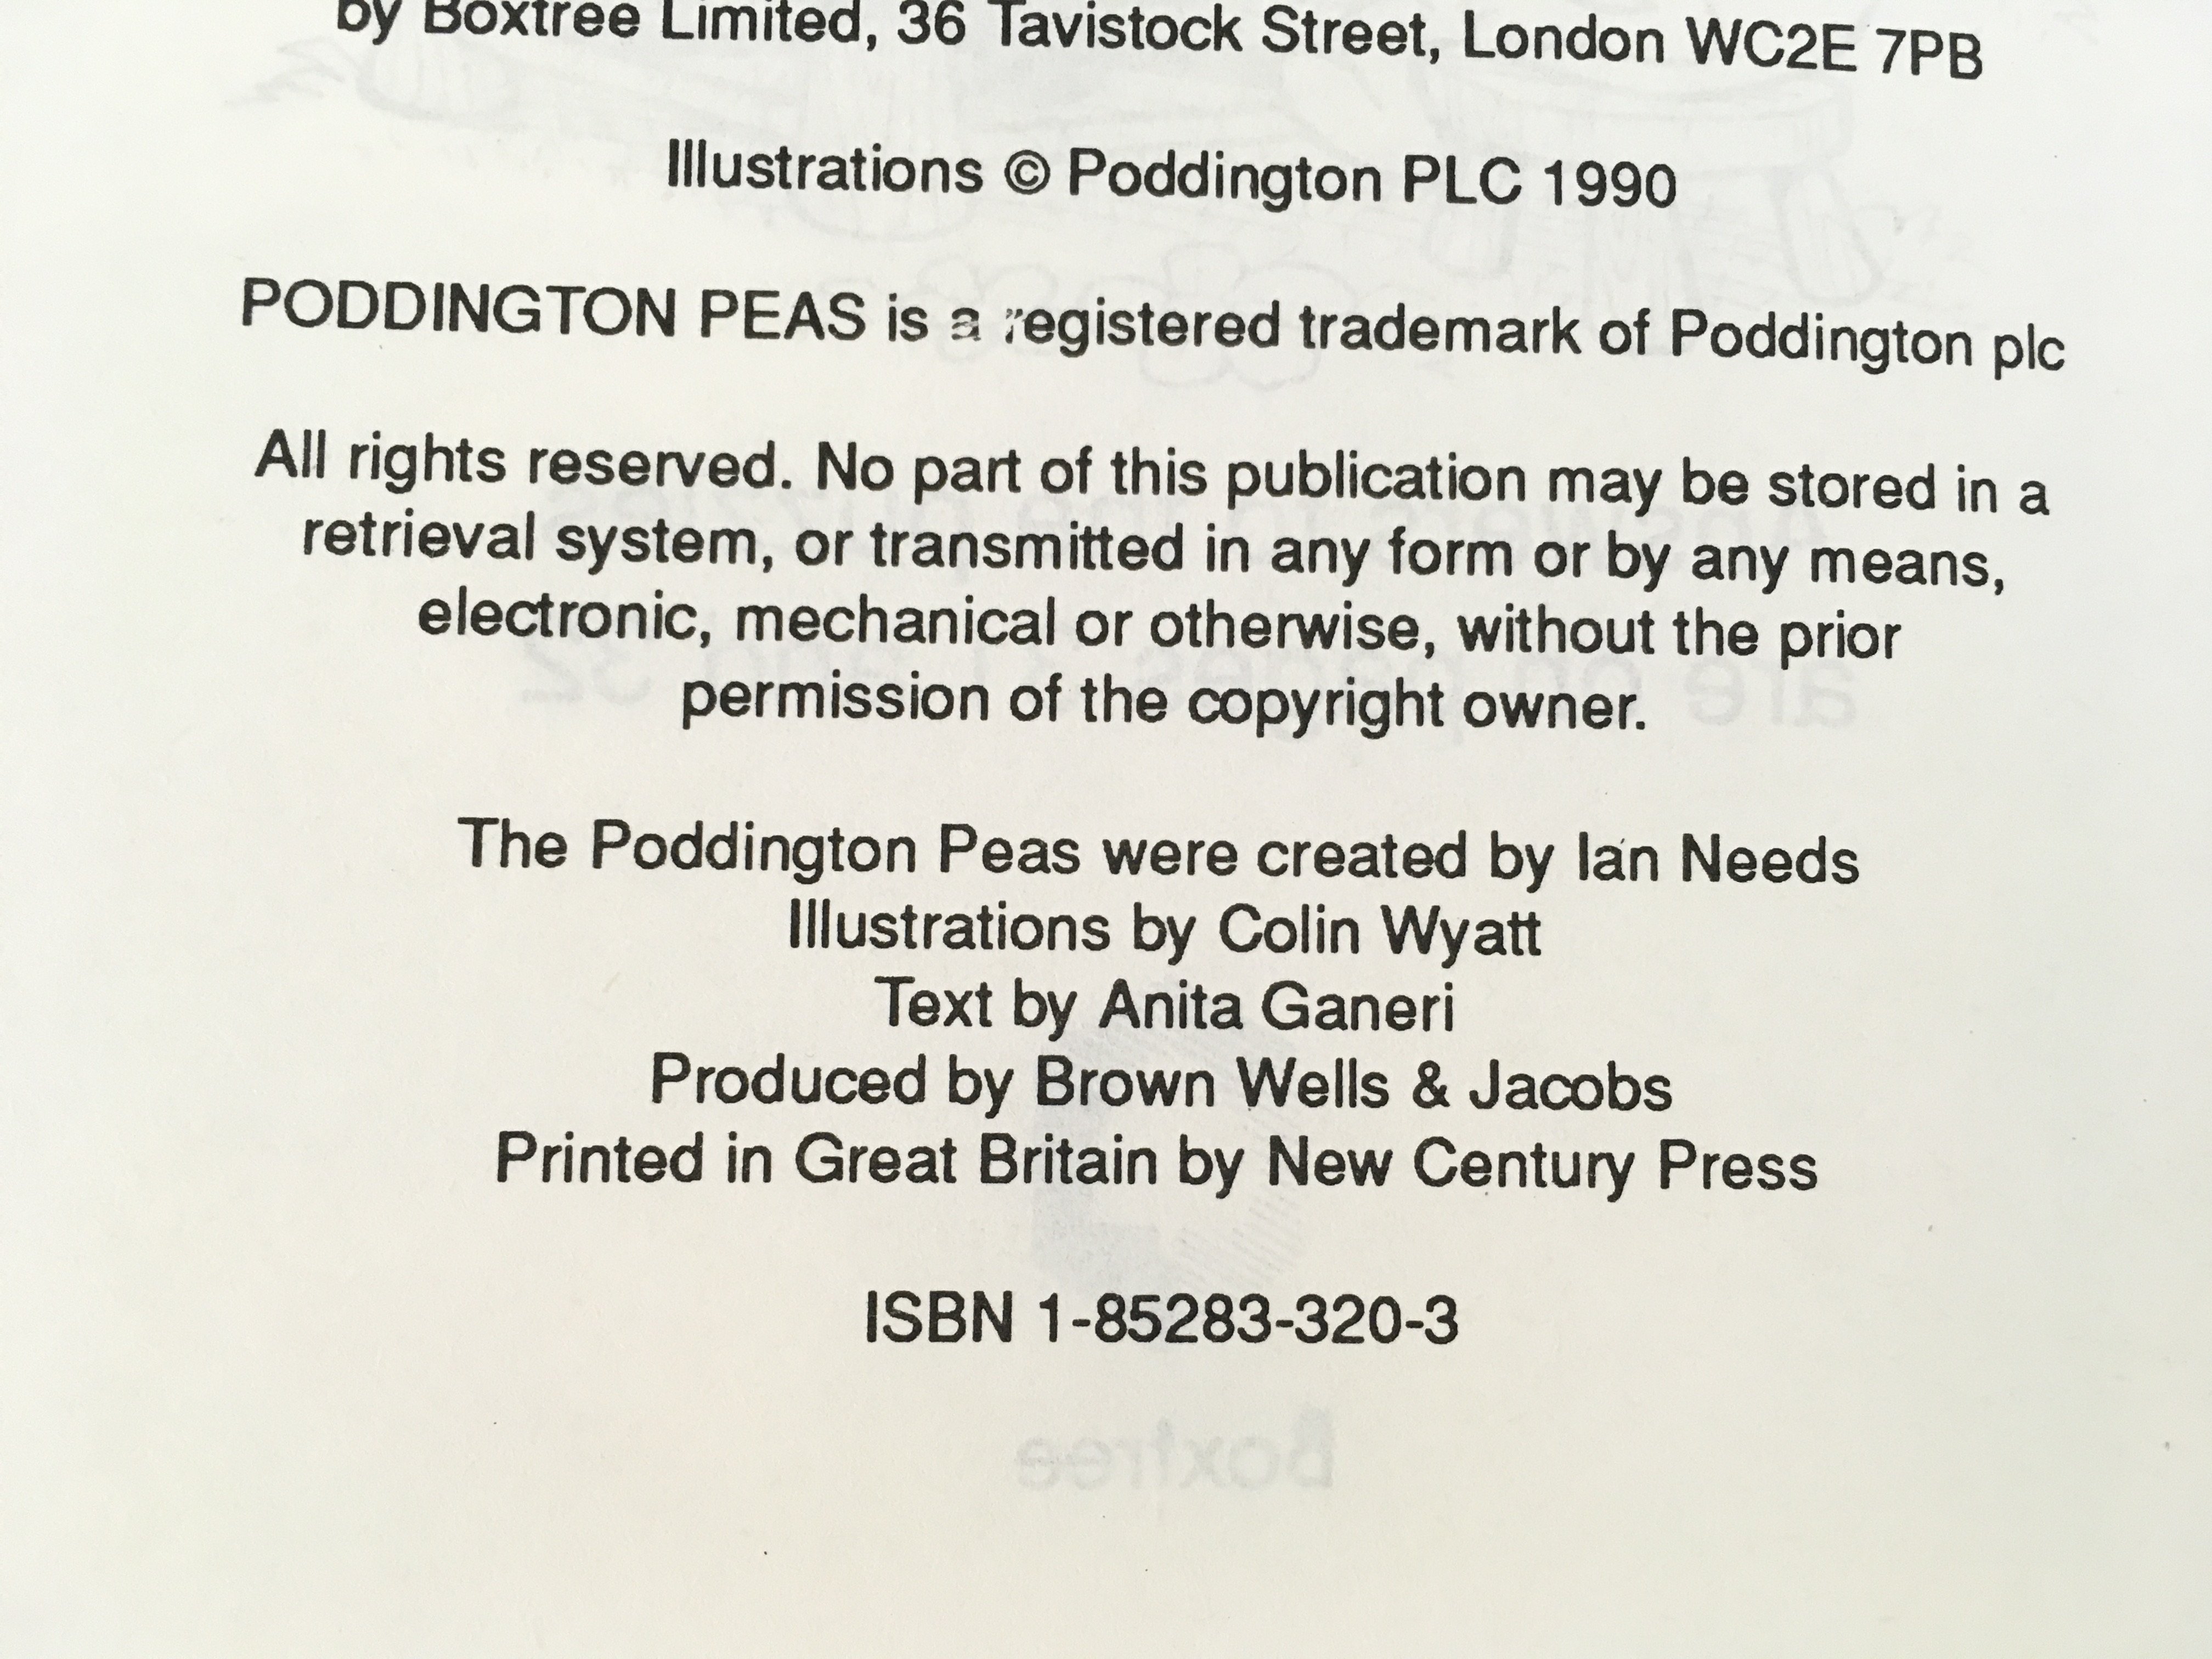 by Boxtree Limited, 36 Tavistock Street, London WC2E 7PB
Illustrations © Poddington PLC 1990
PODDINGTON PEAS is a registered trademark of Poddington plc
All rights reserved. No part of this publication may be stored in a
retrieval system, or transmitted in any form or by any means,
electronic, mechanical or otherwise, without the prior
permission of the copyright owner.
The Poddington Peas were created by Ian Needs
Illustrations by Colin Wyatt
Text by Anita Ganeri
Produced by Brown Wells & Jacobs
Printed in Great Britain by New Century Press
ISBN 1-85283-320-3
Boxtree